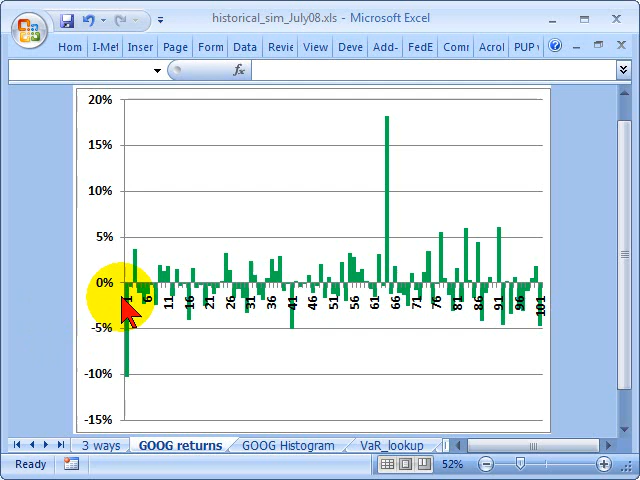 historical_sim_July08.xls - Microsoft Excel
Hom I-Met Inser Page Form Data Revie View Deve Add- FedE Comr Acrol PUP v
fx
20%
15%
10%
5%
0%
-5%
-10%
-15%
1 6 11 16 21 26 31 36 41 46 51 56 61 66 71 76 81 86 91 96 101
3 ways GOOG returns GOOG Histogram VaR_lookup
Ready 52%